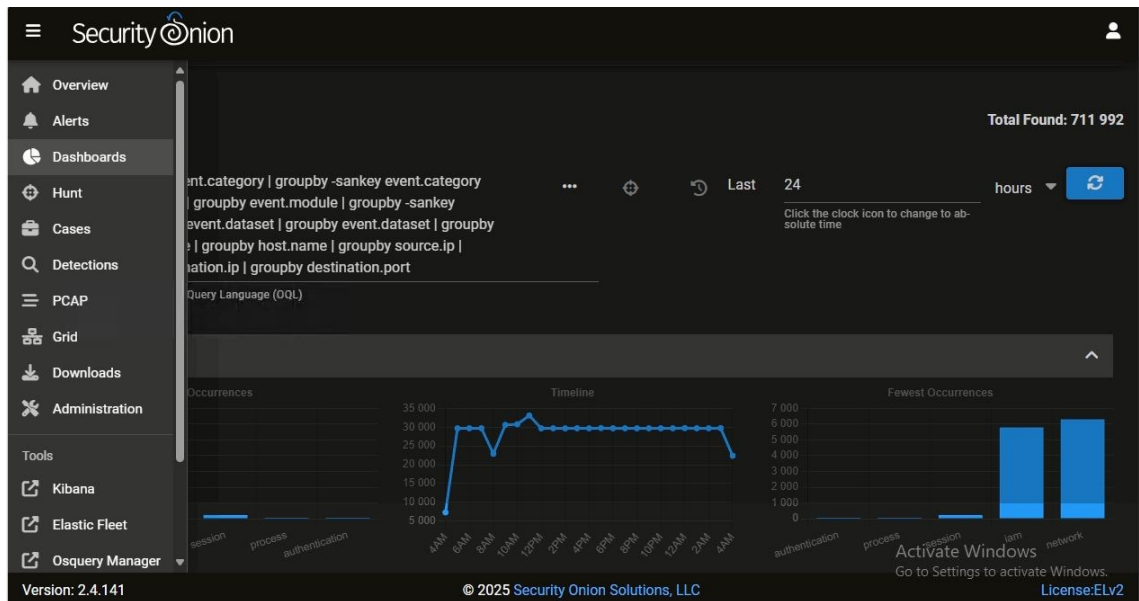 Security Onion
Overview
Alerts
Dashboards
Hunt
Cases
Detections
PCAP
Grid
Downloads
Administration
Tools
Kibana
Elastic Fleet
Osquery Manager
Total Found: 711 992
ent.category | groupby -sankey event.category
| groupby event.module | groupby -sankey
event.dataset | groupby event.dataset | groupby
| groupby host.name | groupby source.ip |
nation.ip | groupby destination.port
Query Language (OQL)
Last
24
hours
Click the clock icon to change to ab-
solute time
Occurrences
session
process
authentication
Timeline
35 000
30 000
25 000
20 000
15 000
10 000
5 000
4AM
6AM
8AM
10AM
12PM
2PM
4PM
6PM
8PM
10PM
12AM
2AM
4AM
Fewest Occurrences
7 000
6 000
5 000
4 000
3 000
2 000
1 000
0
authentication
process
session
iam
network
Activate Windows
Go to Settings to activate Windows.
Version: 2.4.141
© 2025 Security Onion Solutions, LLC
License:ELv2